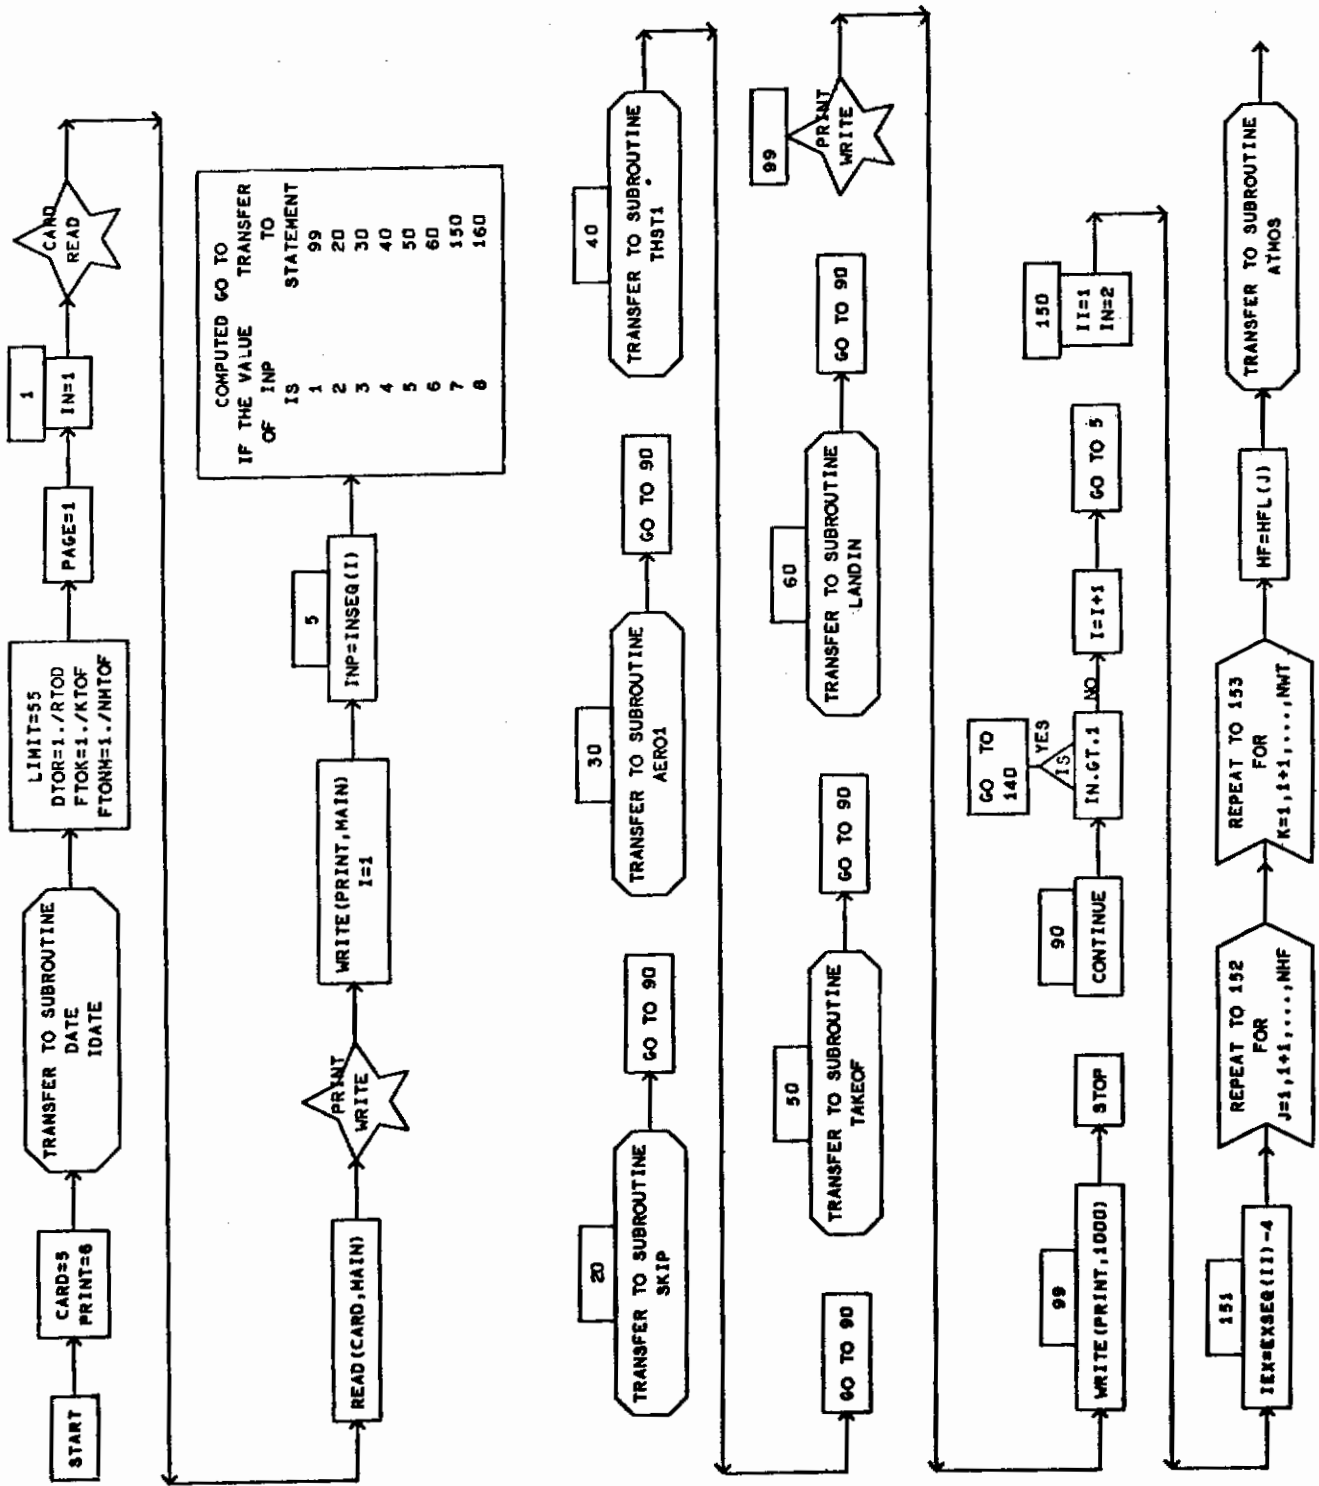 START
CARD=5
PRINT=6
TRANSFER TO SUBROUTINE
DATE
IDATE
LIMIT=55
DTOR=1./RTOD
FTOK=1./KTOF
FTONM=1./NMTOF
PAGE=1
1
IN=1
CARD
READ
READ(CARD,MAIN)
PRINT
WRITE
WRITE(PRINT,MAIN)
I=1
5
INP=INSEQ(I)
COMPUTED GO TO
IF THE VALUE TRANSFER
OF INP TO
IS STATEMENT
1 99
2 20
3 30
4 40
5 50
6 60
7 150
8 160
20
TRANSFER TO SUBROUTINE
SKIP
GO TO 90
30
TRANSFER TO SUBROUTINE
AERO1
GO TO 90
40
TRANSFER TO SUBROUTINE
THST1
GO TO 90
50
TRANSFER TO SUBROUTINE
TAKEOF
GO TO 90
60
TRANSFER TO SUBROUTINE
LANDIN
GO TO 90
99
PRINT
WRITE
99
WRITE(PRINT,1000)
STOP
90
CONTINUE
GO TO
140
YES
IS
IN.GT.1
NO
I=I+1
GO TO 5
150
II=1
IN=2
151
IEX=EXSEQ(II)-4
REPEAT TO 152
FOR
J=1,1+1,...,NHF
REPEAT TO 153
FOR
K=1,1+1,...,NWT
HF=HFL(J)
TRANSFER TO SUBROUTINE
ATMOS